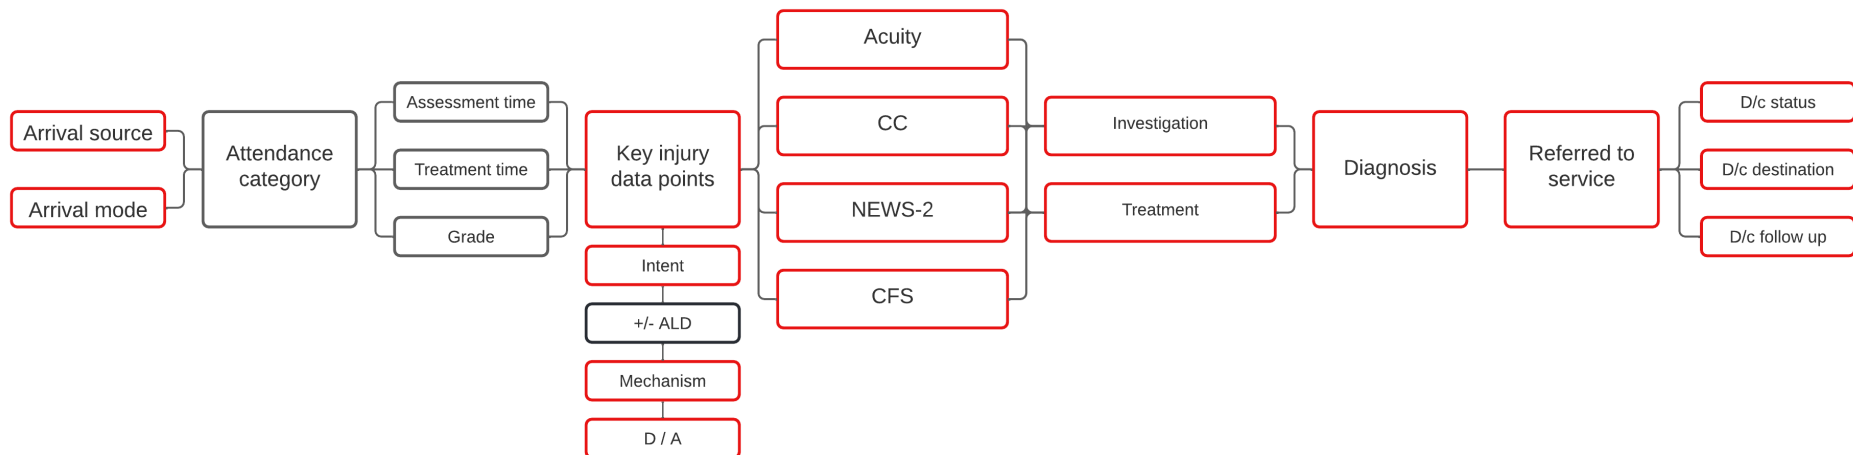 Arrival source
Arrival mode
Attendance
category
Assessment time
Treatment time
Grade
Key injury
data points
Intent
+/- ALD
Mechanism
D / A
Acuity
CC
NEWS-2
CFS
Investigation
Treatment
Diagnosis
Referred to
service
D/c status
D/c destination
D/c follow up